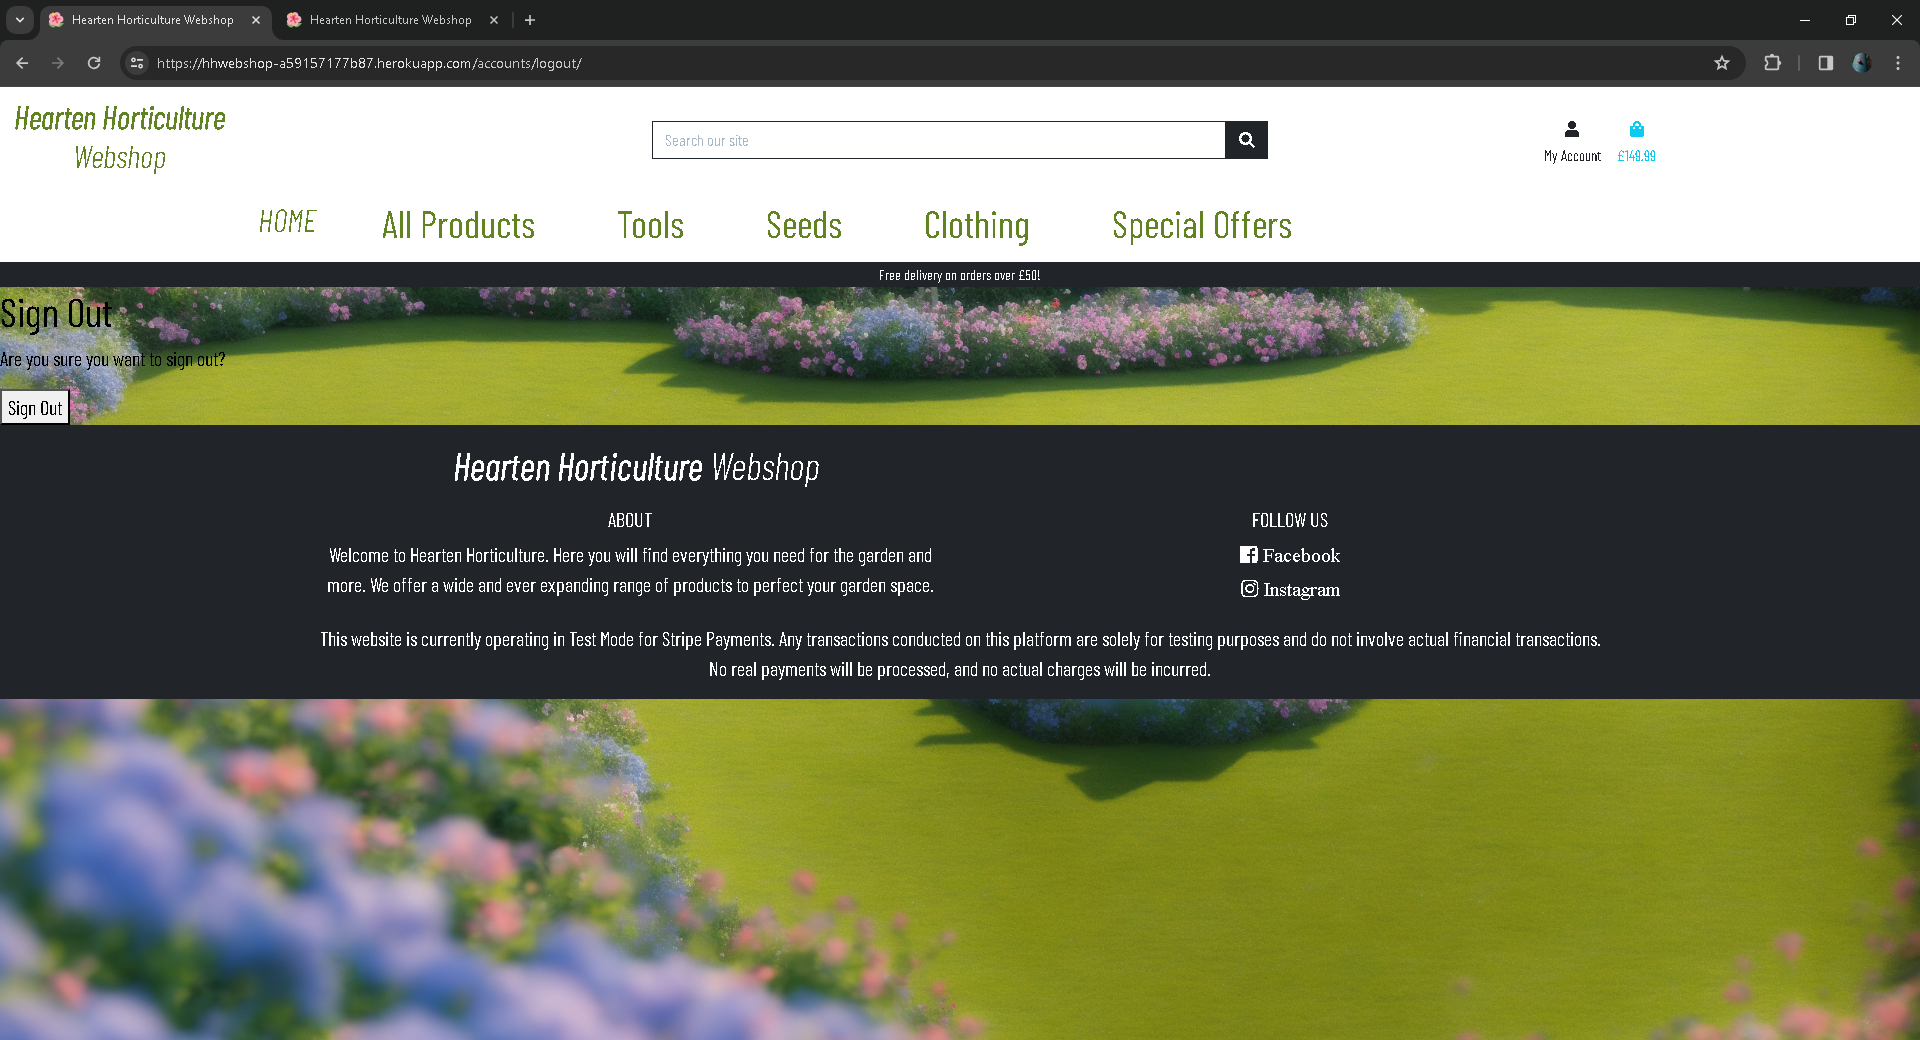 Hearten Horticulture Webshop
Hearten Horticulture Webshop
https://hhwebshop-a59157177b87.herokuapp.com/accounts/logout/
Hearten Horticulture
Webshop
Search our site
My Account
£149.99
HOME
All Products
Tools
Seeds
Clothing
Special Offers
Free delivery on orders over £50!
Sign Out
Are you sure you want to sign out?
Sign Out
Hearten Horticulture Webshop
ABOUT
Welcome to Hearten Horticulture. Here you will find everything you need for the garden and
more. We offer a wide and ever expanding range of products to perfect your garden space.
FOLLOW US
Facebook
Instagram
This website is currently operating in Test Mode for Stripe Payments. Any transactions conducted on this platform are solely for testing purposes and do not involve actual financial transactions.
No real payments will be processed, and no actual charges will be incurred.